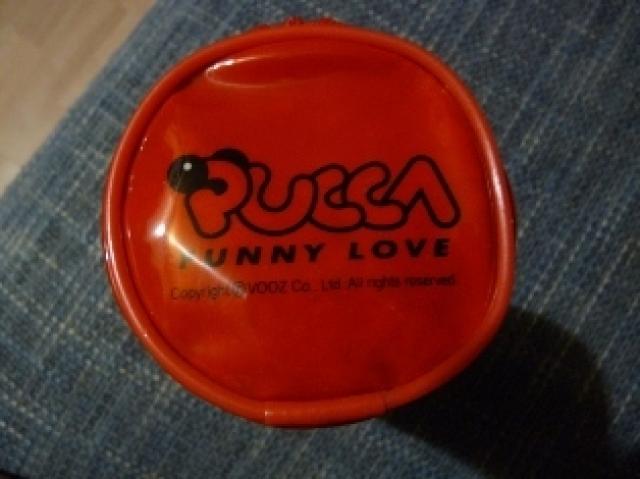 PUCCA
FUNNY LOVE
Copyright © VOOZ Co., Ltd. All rights reserved.